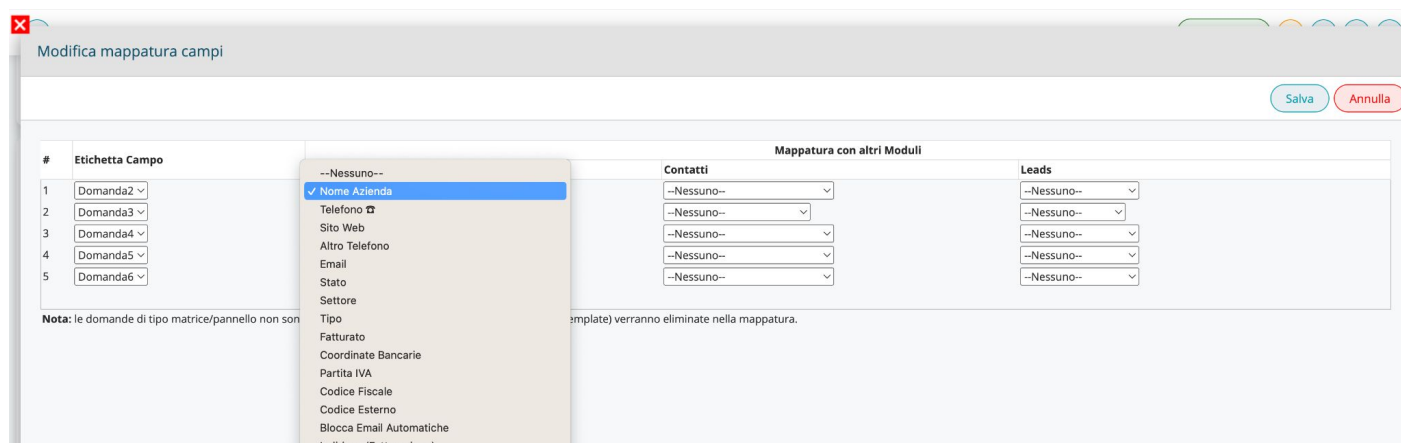 Modifica mappatura campi
Salva Annulla
# Etichetta Campo Mappatura con altri Moduli
Contatti Leads
1 Domanda2 --Nessuno-- --Nessuno--
2 Domanda3 --Nessuno-- --Nessuno--
3 Domanda4 --Nessuno-- --Nessuno--
4 Domanda5 --Nessuno-- --Nessuno--
5 Domanda6 --Nessuno-- --Nessuno--
--Nessuno--
✓ Nome Azienda
Telefono ☎
Sito Web
Altro Telefono
Email
Stato
Settore
Tipo
Fatturato
Coordinate Bancarie
Partita IVA
Codice Fiscale
Codice Esterno
Blocca Email Automatiche
Nota: le domande di tipo matrice/pannello non son emplate) verranno eliminate nella mappatura.